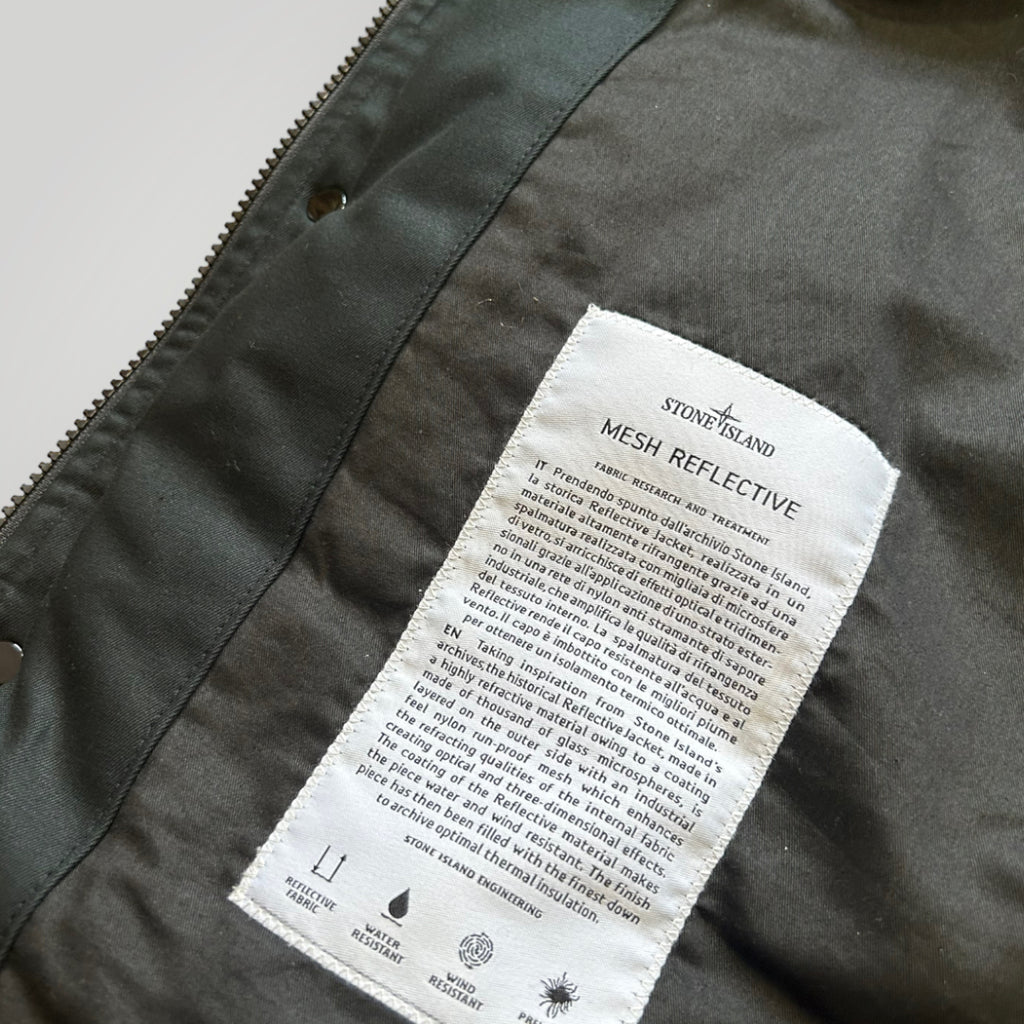 STONE ISLAND
MESH REFLECTIVE
FABRIC RESEARCH AND TREATMENT
IT Prendendo spunto dall'archivio Stone Island,
la storica Reflective Jacket, realizzata in un
materiale altamente rifrangente grazie ad una
spalmatura realizzata con migliaia di microsfere
di vetro, si arricchisce di effetti optical e tridimen-
sionali grazie all'applicazione di uno strato ester-
no in una rete di nylon anti stramante di sapore
industriale, che amplifica le qualità di rifrangenza
del tessuto interno. La spalmatura del tessuto
Reflective rende il capo resistente all'acqua e al
vento. Il capo è imbottito con le migliori piume
per ottenere un isolamento termico ottimale.
EN Taking inspiration from Stone Island's
archives, the historical Reflective Jacket, made in
a highly refractive material owing to a coating
made of thousand of glass microspheres, is
layered on the outer side with an industrial
feel nylon run-proof mesh which enhances
the refracting qualities of the internal fabric
creating optical and three-dimensional effects.
The coating of the Reflective material makes
the piece water and wind resistant. The finish
piece has then been filled with the finest down
to archive optimal thermal insulation.
STONE ISLAND ENGINEERING
REFLECTIVE
FABRIC
WATER
RESISTANT
WIND
RESISTANT